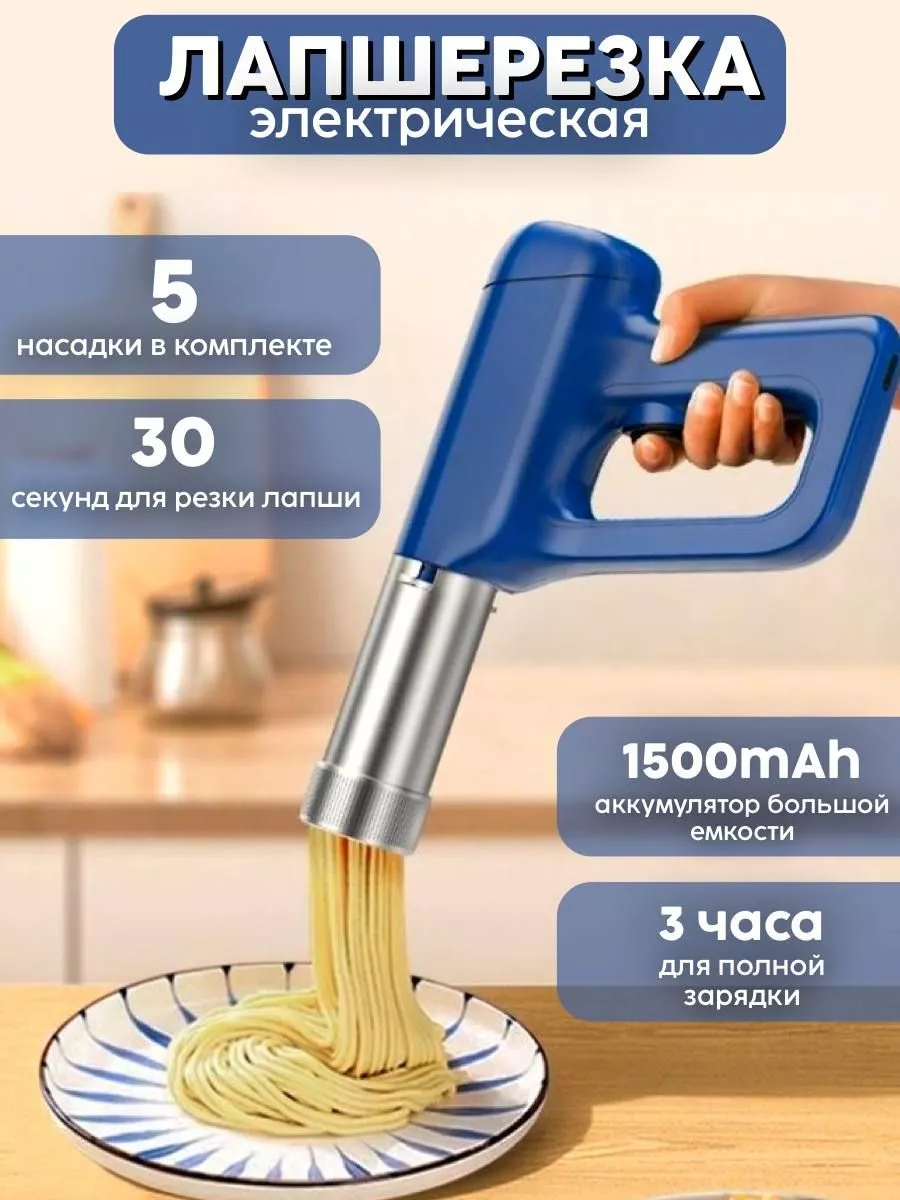 ЛАПШЕРЕЗКА
электрическая
5
насадки в комплекте
30
секунд для резки лапши
1500mAh
аккумулятор большой
емкости
3 часа
для полной
зарядки